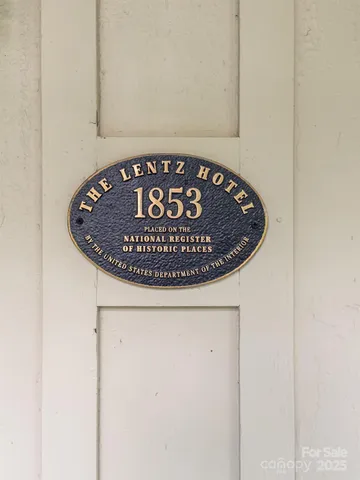 THE LENTZ HOTEL
1853
PLACED ON THE
NATIONAL REGISTER
OF HISTORIC PLACES
BY THE UNITED STATES DEPARTMENT OF THE INTERIOR
For Sale
canopy 2025